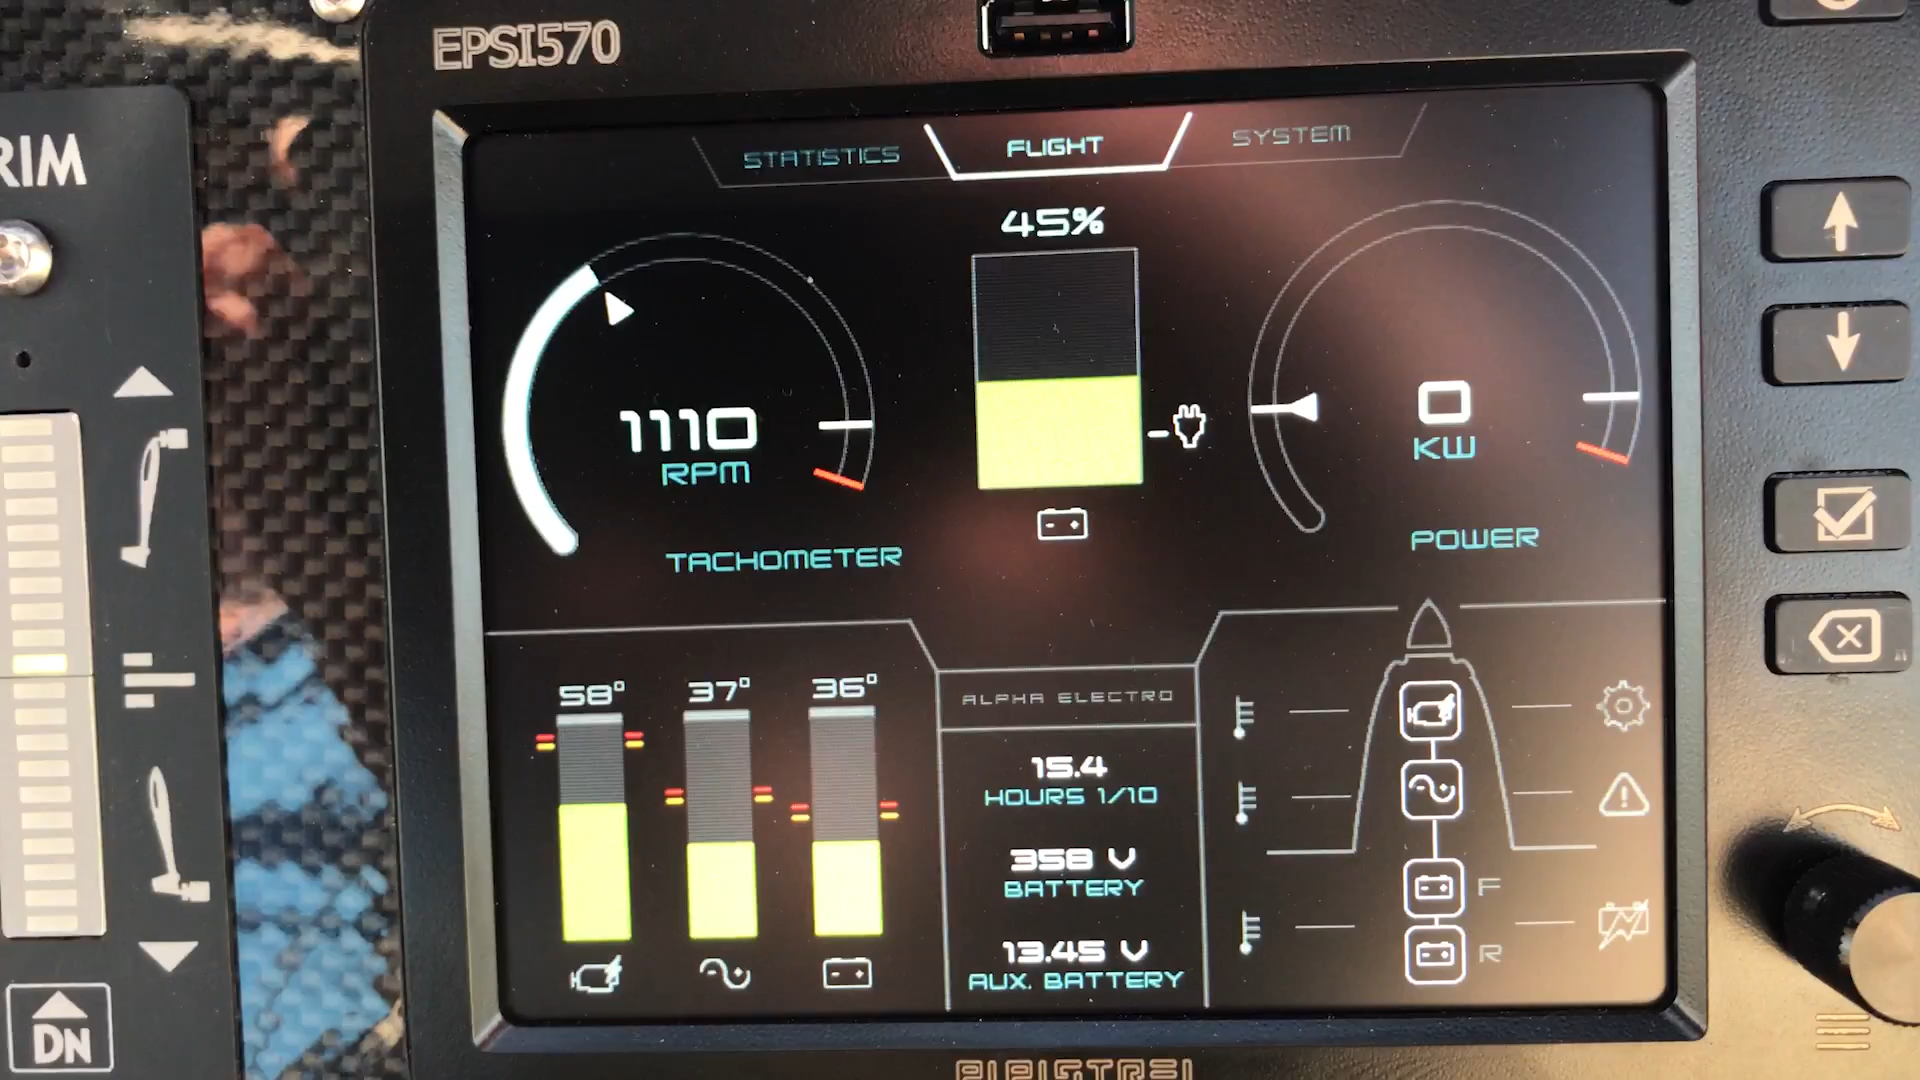 EPSI570
RIM
STATISTICS
FLIGHT
SYSTEM
45%
1110
RPM
TACHOMETER
0
KW
POWER
58°
37°
36°
ALPHA ELECTRO
15.4
HOURS 1/10
358 V
BATTERY
13.45 V
AUX. BATTERY
F
R
DN
PIPISTREL